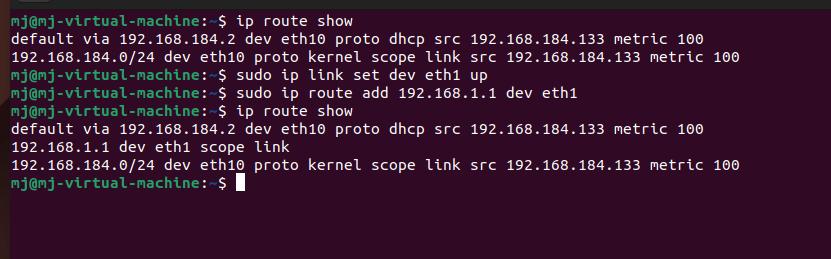 mj@mj-virtual-machine:~$ ip route show
default via 192.168.184.2 dev eth10 proto dhcp src 192.168.184.133 metric 100
192.168.184.0/24 dev eth10 proto kernel scope link src 192.168.184.133 metric 100
mj@mj-virtual-machine:~$ sudo ip link set dev eth1 up
mj@mj-virtual-machine:~$ sudo ip route add 192.168.1.1 dev eth1
mj@mj-virtual-machine:~$ ip route show
default via 192.168.184.2 dev eth10 proto dhcp src 192.168.184.133 metric 100
192.168.1.1 dev eth1 scope link
192.168.184.0/24 dev eth10 proto kernel scope link src 192.168.184.133 metric 100
mj@mj-virtual-machine:~$